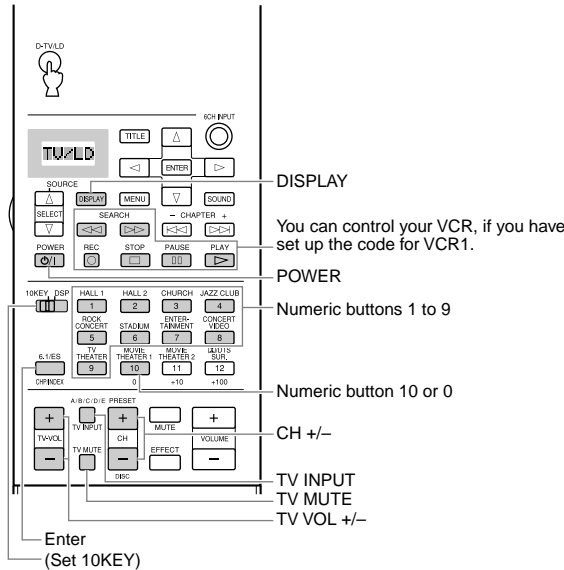 D-TV/LD
6CH INPUT
TITLE
TV/LD
ENTER
SOURCE
DISPLAY
MENU
SOUND
DISPLAY
SELECT
SEARCH
– CHAPTER +
You can control your VCR, if you have
set up the code for VCR1.
POWER
REC
STOP
PAUSE
PLAY
POWER
10KEY DSP
HALL 1
HALL 2
CHURCH
JAZZ CLUB
1
2
3
4
Numeric buttons 1 to 9
ROCK
CONCERT
STADIUM
ENTER-
TAINMENT
CONCERT
VIDEO
5
6
7
8
TV
THEATER
MOVIE
THEATER 1
MOVIE
THEATER 2
SUR.
6.1/ES
9
10
11
12
CHP/INDEX
0
+10
+100
Numeric button 10 or 0
A/B/C/D/E
PRESET
+
TV INPUT
+
MUTE
+
TV-VOL
CH
VOLUME
CH +/–
TV MUTE
EFFECT
–
–
–
DISC
TV INPUT
TV MUTE
TV VOL +/–
Enter
(Set 10KEY)